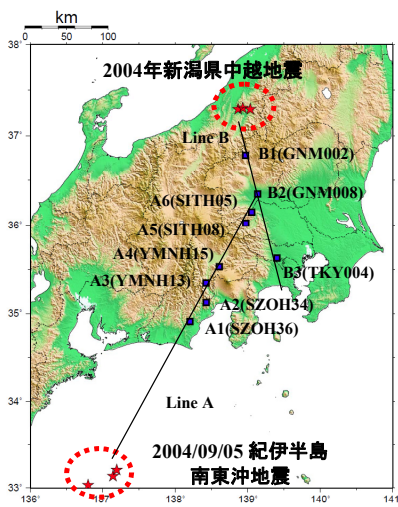 km
0 50 100
38˚
2004年新潟県中越地震
37˚
Line B
B1(GNM002)
A6(SITH05)
B2(GNM008)
36˚
A5(SITH08)
A4(YMNH15)
B3(TKY004)
A3(YMNH13)
A2(SZOH34)
35˚
A1(SZOH36)
34˚
Line A
2004/09/05 紀伊半島
南東沖地震
33˚
136˚ 137˚ 138˚ 139˚ 140˚ 141˚